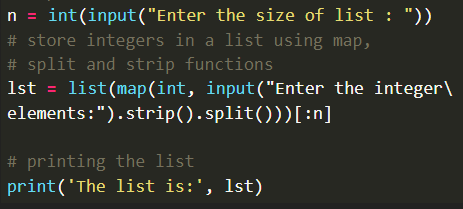 n = int(input("Enter the size of list : "))
# store integers in a list using map,
# split and strip functions
lst = list(map(int, input("Enter the integer\
elements:").strip().split()))[:n]
# printing the list
print('The list is:', lst)